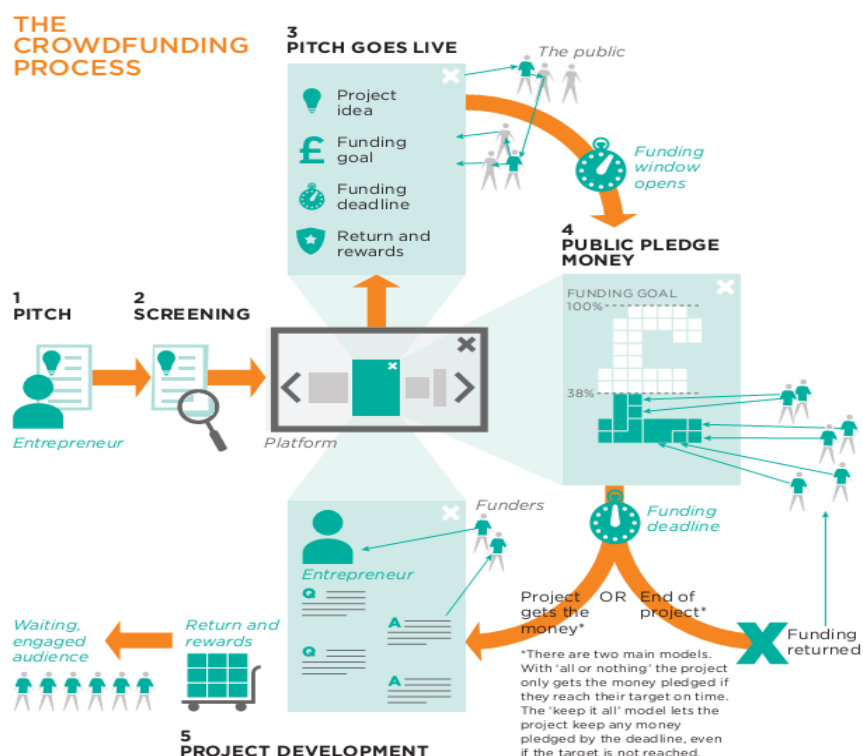 THE
CROWDFUNDING
PROCESS
3
PITCH GOES LIVE
Project
idea
£
Funding
goal
Funding
deadline
Return and
rewards
The public
Funding
window
opens
1
PITCH
Entrepreneur
2
SCREENING
Platform
4
PUBLIC PLEDGE
MONEY
FUNDING GOAL
100%
38%
Funding
deadline
Project
gets the
money*
OR
End of
project*
Funding
returned
*There are two main models.
With 'all or nothing' the project
only gets the money pledged if
they reach their target on time.
The 'keep it all' model lets the
project keep any money
pledged by the deadline, even
if the target is not reached.
Funders
Entrepreneur
Q
A
Q
A
Return and
rewards
Waiting,
engaged
audience
5
PROJECT DEVELOPMENT